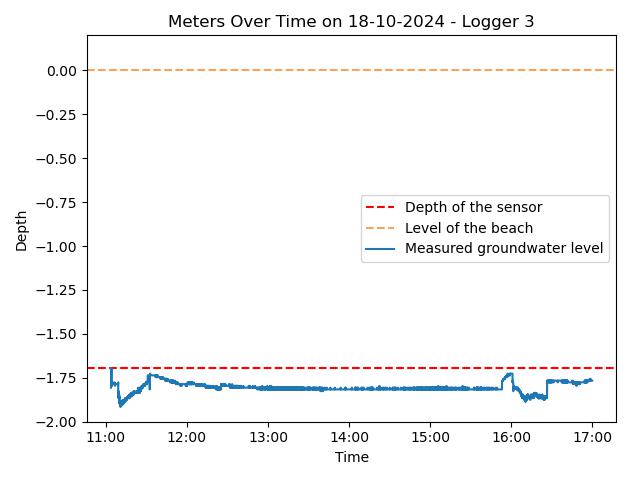 Meters Over Time on 18-10-2024 - Logger 3
0.00
−0.25
−0.50
−0.75
−1.00
−1.25
−1.50
−1.75
−2.00
Depth
Depth of the sensor
Level of the beach
Measured groundwater level
11:00 12:00 13:00 14:00 15:00 16:00 17:00
Time